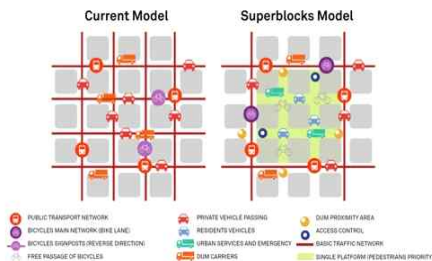 Current Model
Superblocks Model
PUBLIC TRANSPORT NETWORK
BICYCLES MAIN NETWORK (BIKE LANE)
BICYCLES SIGNPOSTS (REVERSE DIRECTION)
FREE PASSAGE OF BICYCLES
PRIVATE VEHICLE PASSING
RESIDENTS VEHICLES
URBAN SERVICES AND EMERGENCY
DUM CARRIERS
DUM PROXIMITY AREA
ACCESS CONTROL
BASIC TRAFFIC NETWORK
SINGLE PLATFORM (PEDESTRIANS PRIORITY)